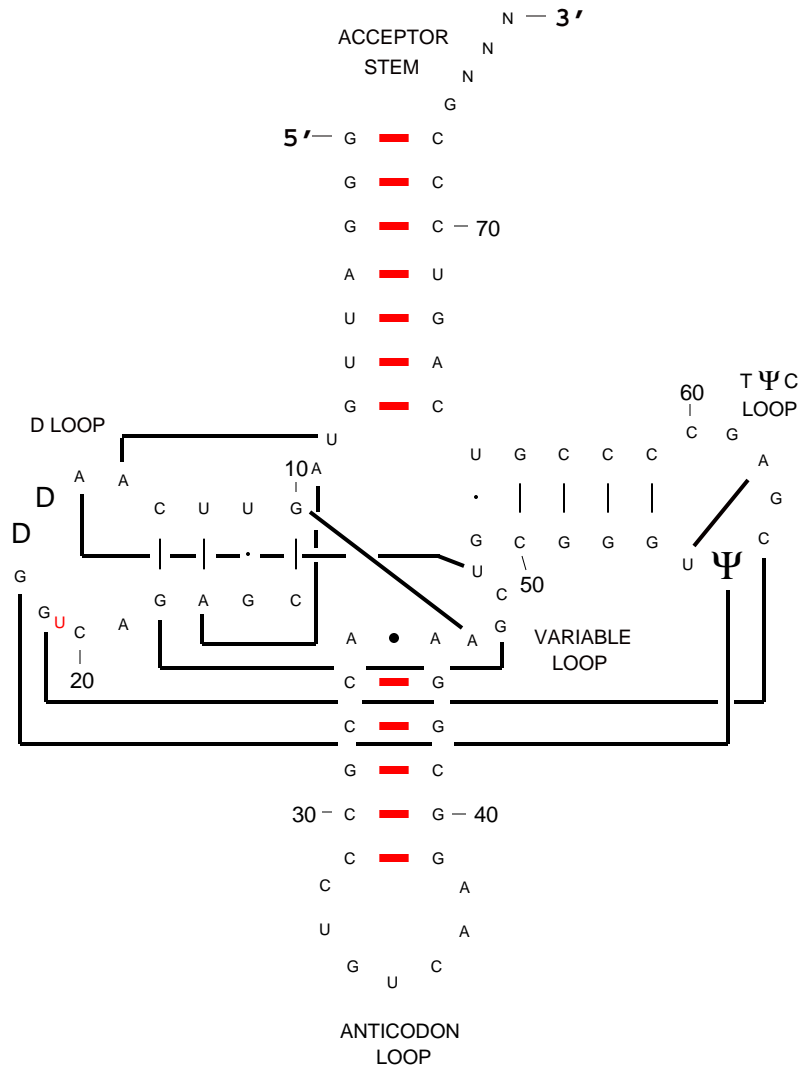 N 3′
ACCEPTOR N
STEM N
G
5′ G C
G C
G C 70
A U
U G
U A 60 T Ψ C
G C LOOP
D LOOP U C G
10 A U G C C C A
A A
D C U U G G
D G C G G G C
U U Ψ
G 50
G A G C C
G U C A A A A G VARIABLE
LOOP
20 C G
C G
G C
30 C G 40
C G
C A
U A
G U C
ANTICODON
LOOP